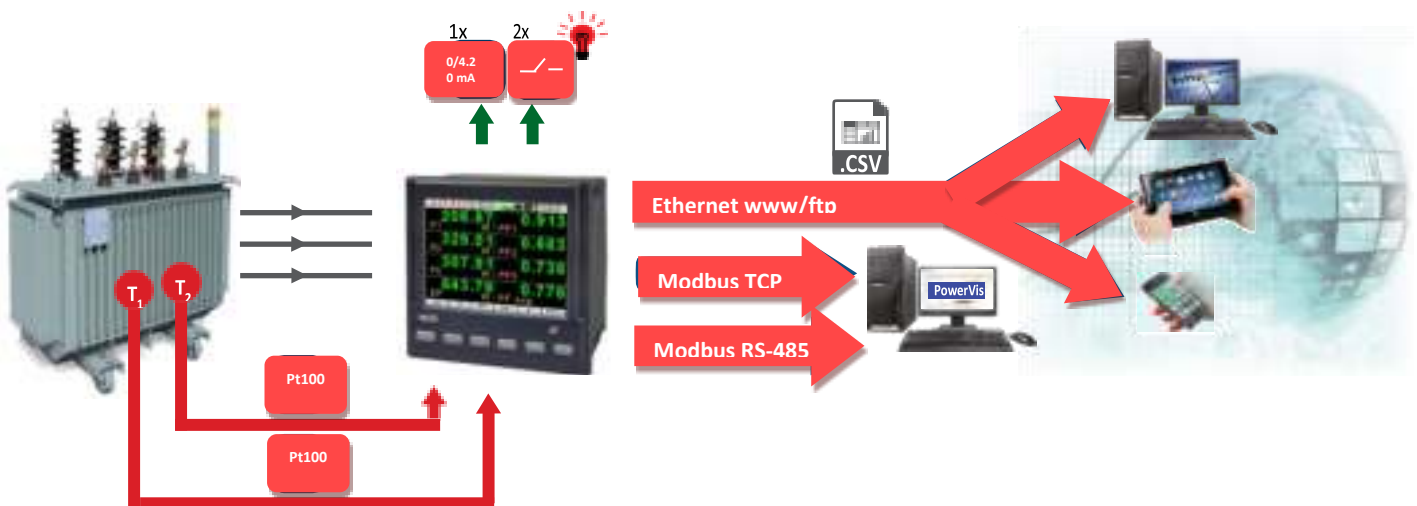 1x
2x
0/4.2
0 mA
.CSV
Ethernet www/ftp
Modbus TCP
PowerVis
Modbus RS-485
T1
T2
Pt100
Pt100